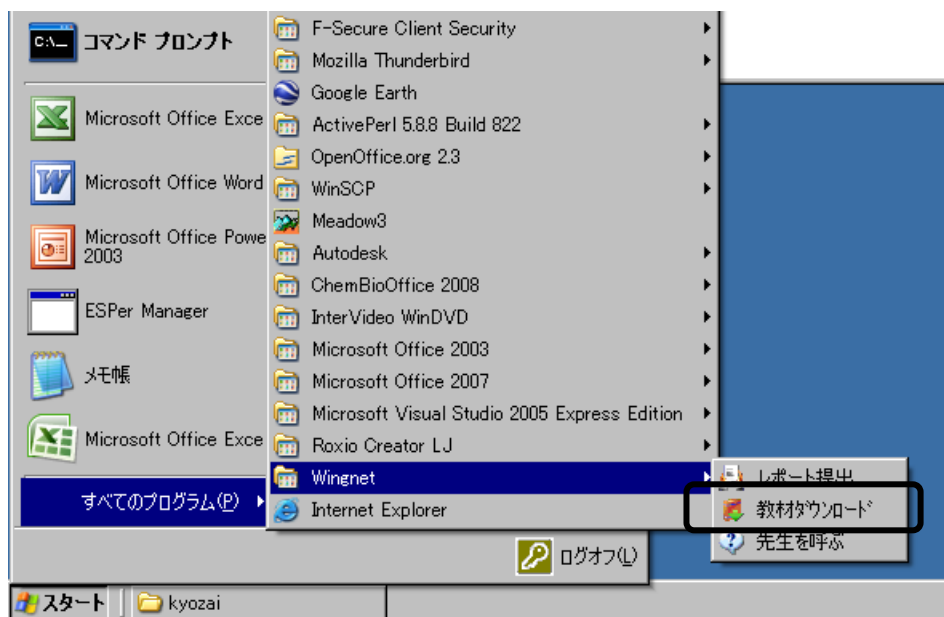 C:\_
コマンド プロンプト
Microsoft Office Exce
Microsoft Office Word
Microsoft Office Powe
2003
ESPer Manager
メモ帳
Microsoft Office Exce
すべてのプログラム(P)
F-Secure Client Security
Mozilla Thunderbird
Google Earth
ActivePerl 5.8.8 Build 822
OpenOffice.org 2.3
WinSCP
Meadow3
Autodesk
ChemBioOffice 2008
InterVideo WinDVD
Microsoft Office 2003
Microsoft Office 2007
Microsoft Visual Studio 2005 Express Edition
Roxio Creator LJ
Wingnet
Internet Explorer
レポート提出
教材ダウンロード
先生を呼ぶ
ログオフ(L)
スタート
kyozai